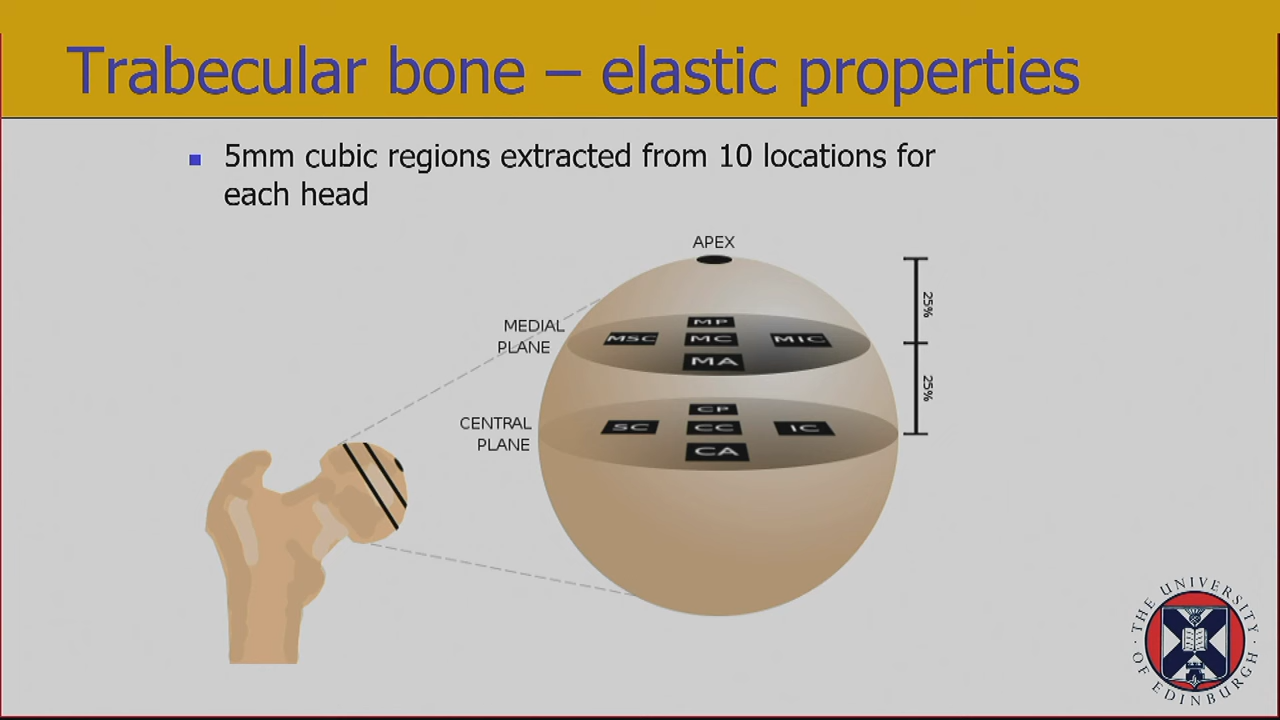 Trabecular bone – elastic properties
5mm cubic regions extracted from 10 locations for
each head
APEX
MEDIAL
PLANE
MP
MSC MC MIC
MA
CENTRAL
PLANE
CP
SC CC IC
CA
25%
25%
THE UNIVERSITY
OF EDINBURGH